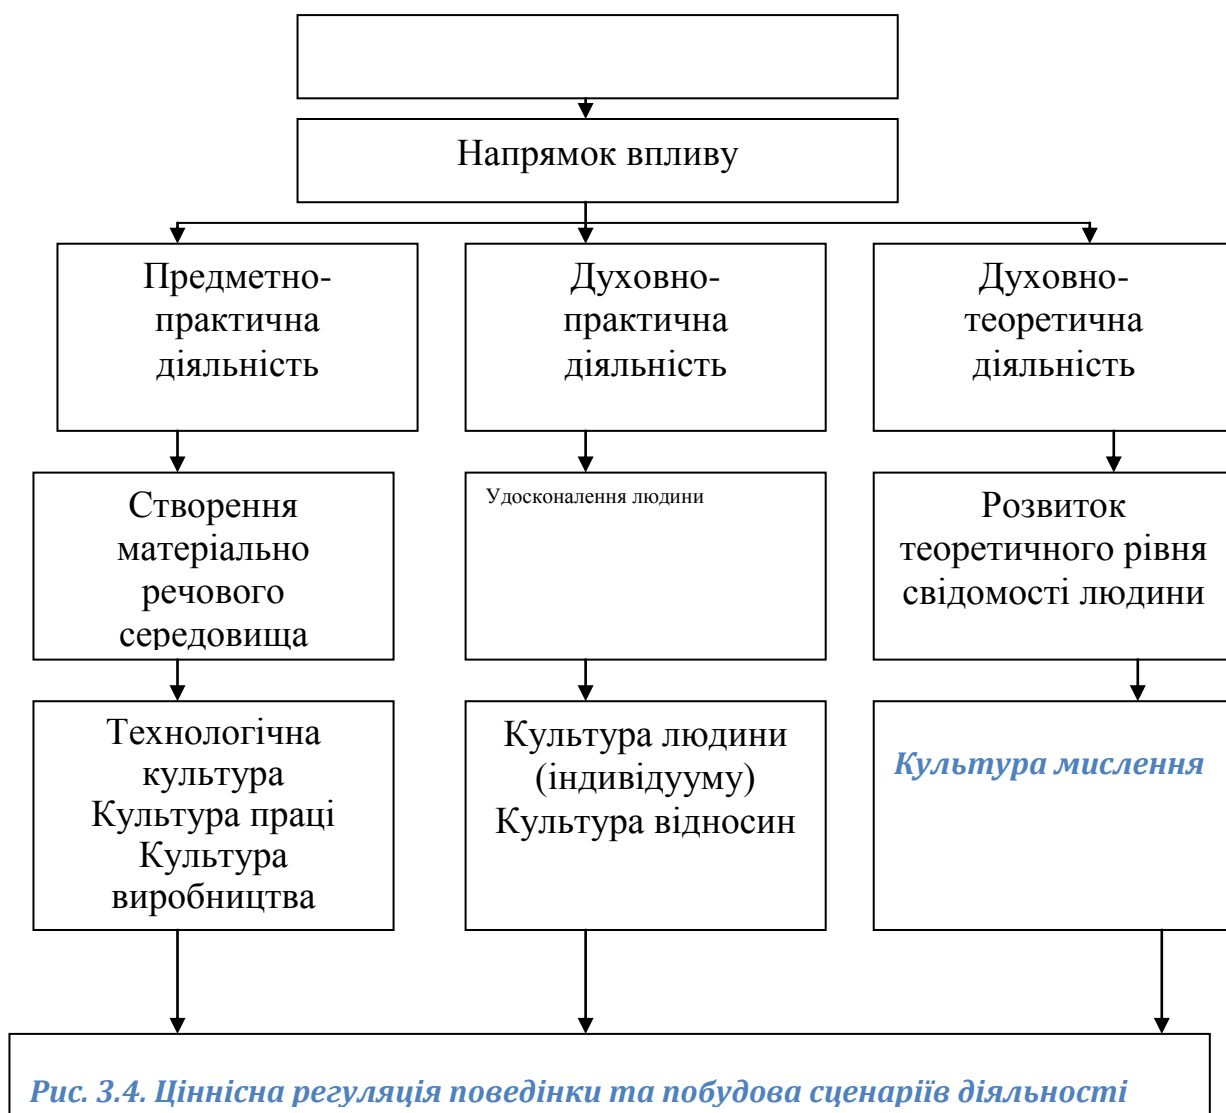 Напрямок впливу
Предметно-
практична
діяльність
Духовно-
практична
діяльність
Духовно-
теоретична
діяльність
Створення
матеріально
речового
середовища
Удосконалення людини
Розвиток
теоретичного рівня
свідомості людини
Технологічна
культура
Культура праці
Культура
виробництва
Культура людини
(індивідууму)
Культура відносин
Культура мислення
Рис. 3.4. Ціннісна регуляція поведінки та побудова сценаріїв діяльності